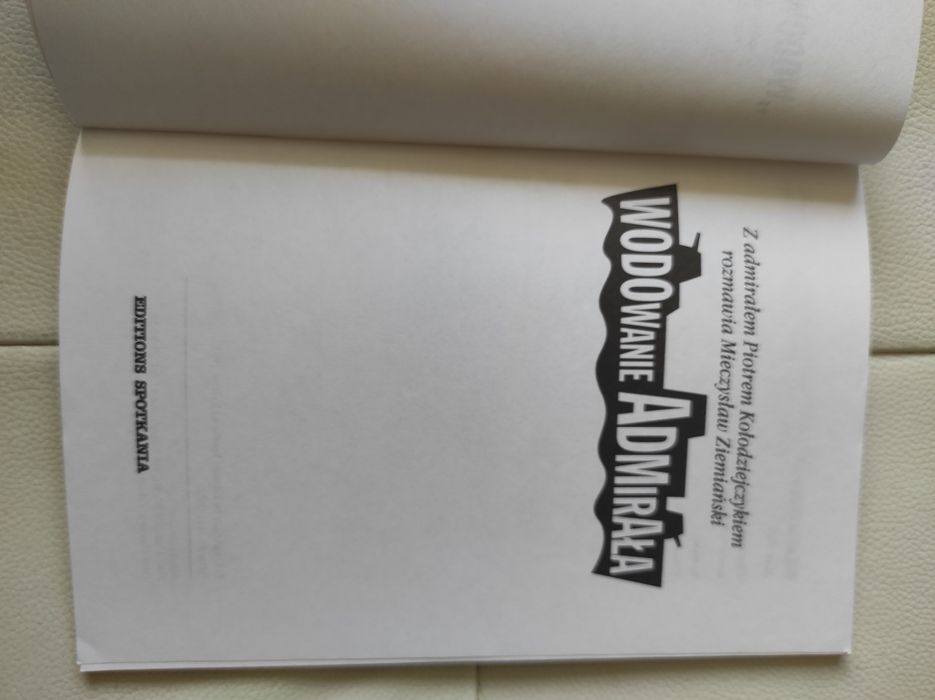 Z admirałem Piotrem Kołodziejczykiem
rozmawia Mieczysław Ziemiański
WODOWANIE ADMIRAŁA
EDITIONS SPOTKANIA